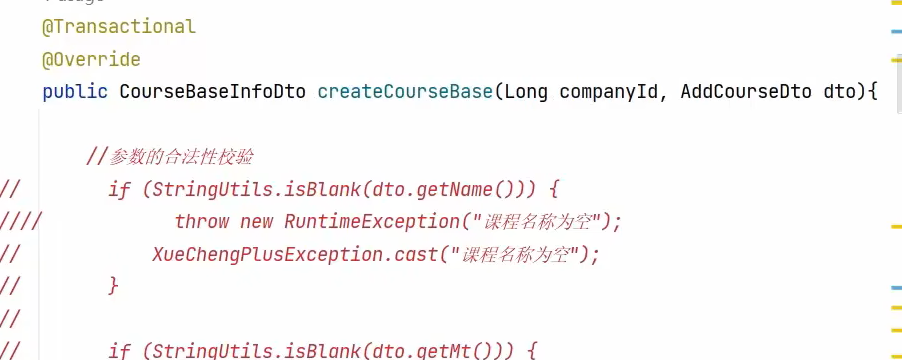 @Transactional
@Override
public CourseBaseInfoDto createCourseBase(Long companyId, AddCourseDto dto){
//参数的合法性校验
// if (StringUtils.isBlank(dto.getName())) {
//// throw new RuntimeException("课程名称为空");
// XueChengPlusException.cast("课程名称为空");
// }
//
// if (StringUtils.isBlank(dto.getMt())) {